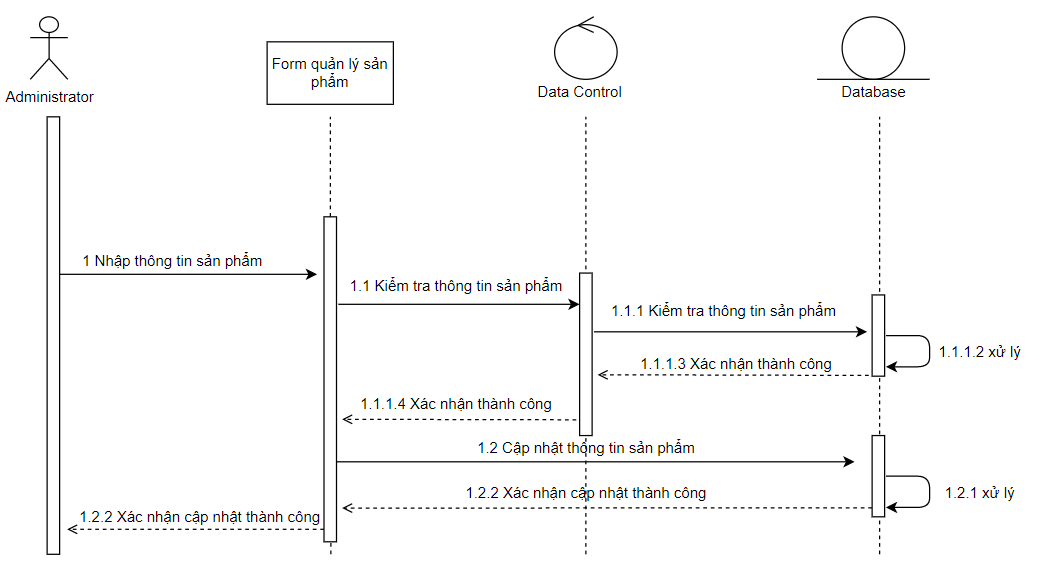 Administrator
Form quản lý sản
phẩm
Data Control
Database
1 Nhập thông tin sản phẩm
1.1 Kiểm tra thông tin sản phẩm
1.1.1 Kiểm tra thông tin sản phẩm
1.1.1.2 xử lý
1.1.1.3 Xác nhận thành công
1.1.1.4 Xác nhận thành công
1.2 Cập nhật thông tin sản phẩm
1.2.1 xử lý
1.2.2 Xác nhận cập nhật thành công
1.2.2 Xác nhận cập nhật thành công